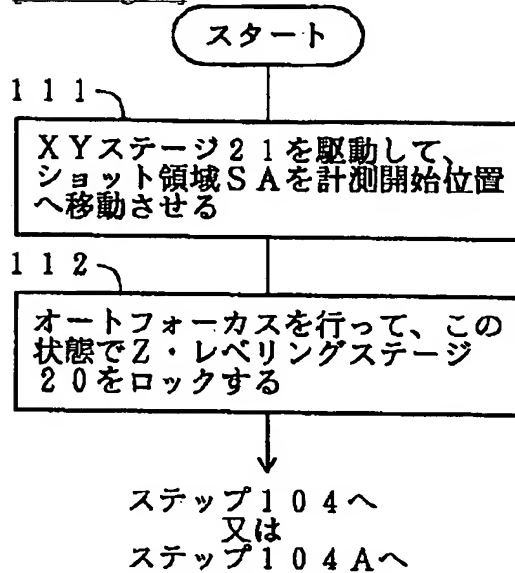 スタート
111
XYステージ21を駆動して、
ショット領域SAを計測開始位置
へ移動させる
112
オートフォーカスを行って、この
状態でZ・レベリングステージ
20をロックする
ステップ104へ
又は
ステップ104Aへ